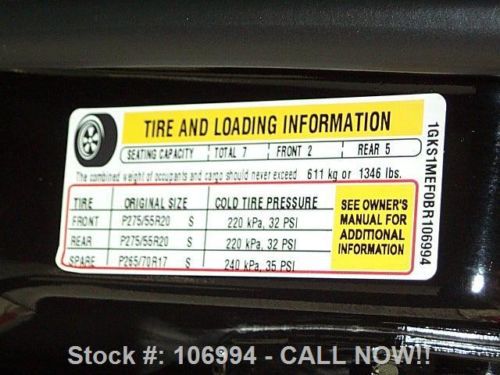 TIRE AND LOADING INFORMATION
SEATING CAPACITY TOTAL 7 FRONT 2 REAR 5
The combined weight of occupants and cargo should never exceed 611 kg or 1346 lbs.
TIRE ORIGINAL SIZE COLD TIRE PRESSURE
FRONT P275/55R20 S 220 kPa, 32 PSI
REAR P275/55R20 S 220 kPa, 32 PSI
SPARE P265/70R17 S 240 kPa, 35 PSI
SEE OWNER'S
MANUAL FOR
ADDITIONAL
INFORMATION
1GKS1MEF0BR106994
Stock #: 106994 - CALL NOW!!